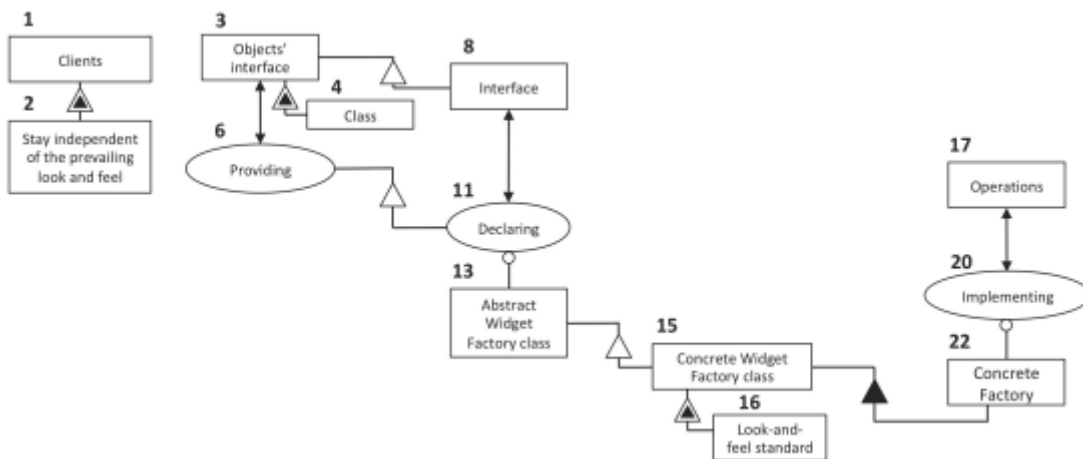 1
Clients
2
Stay independent
of the prevailing
look and feel
3
Objects'
interface
4
Class
6
Providing
8
Interface
11
Declaring
13
Abstract
Widget
Factory class
15
Concrete Widget
Factory class
16
Look-and-
feel standard
17
Operations
20
Implementing
22
Concrete
Factory